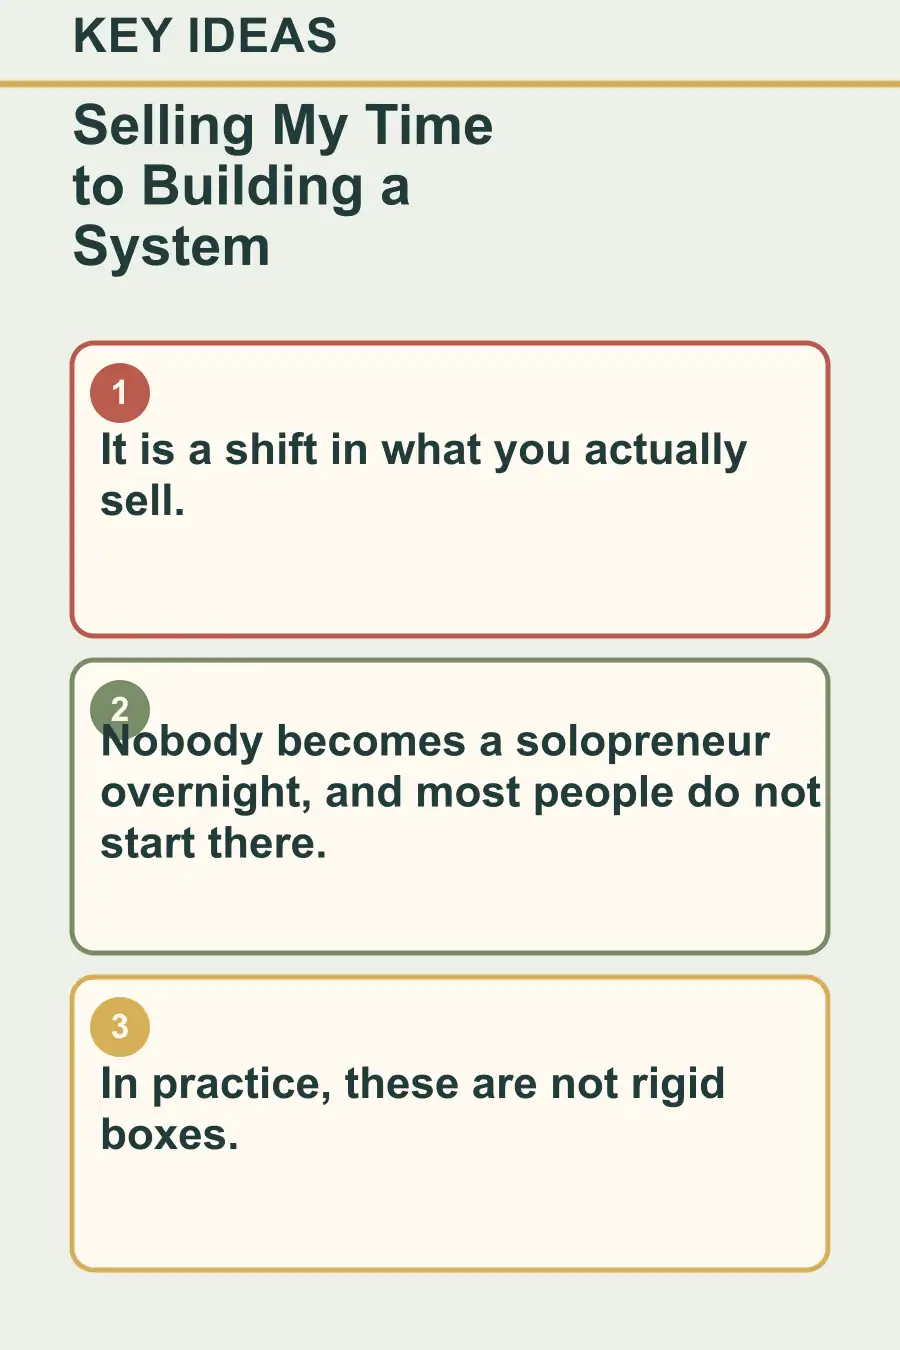 KEY IDEAS
Selling My Time
to Building a
System
1
It is a shift in what you actually
sell.
2
Nobody becomes a solopreneur
overnight, and most people do not
start there.
3
In practice, these are not rigid
boxes.